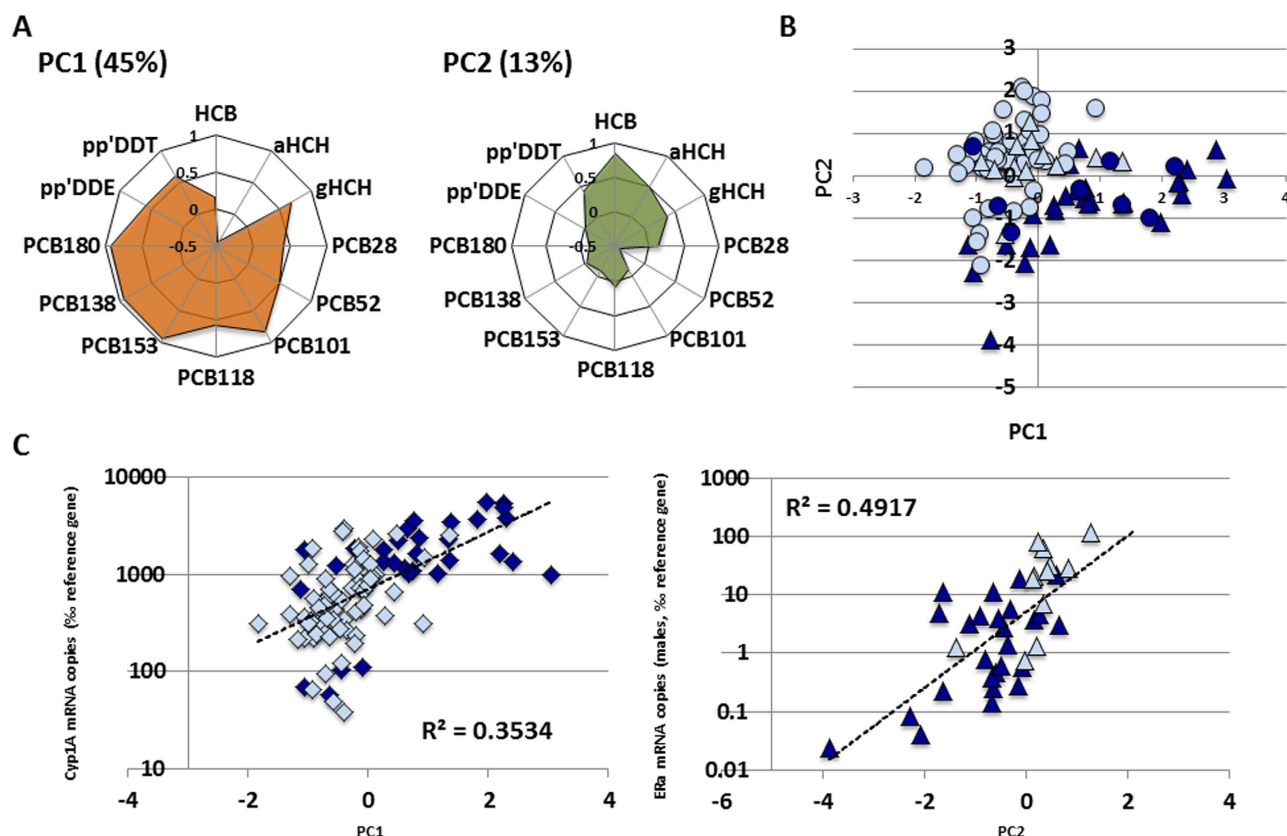 A
B
PC1 (45%)
PC2 (13%)
HCB
aHCH
gHCH
PCB28
PCB52
PCB101
PCB118
PCB153
PCB138
PCB180
pp'DDE
pp'DDT
1
0.5
0
-0.5
HCB
aHCH
gHCH
PCB28
PCB52
PCB101
PCB118
PCB153
PCB138
PCB180
pp'DDE
pp'DDT
1
0.5
0
-0.5
PC2
3
2
1
0
-1
-2
-3
-4
-5
-3 -2 -1 0 1 2 3 4
PC1
C
Cyp1A mRNA copies (‰ reference gene)
10000
1000
100
10
R² = 0.3534
-4 -2 0 2 4
PC1
ERa mRNA copies (males, ‰ reference gene)
1000
100
10
1
0.1
0.01
R² = 0.4917
-6 -4 -2 0 2 4
PC2